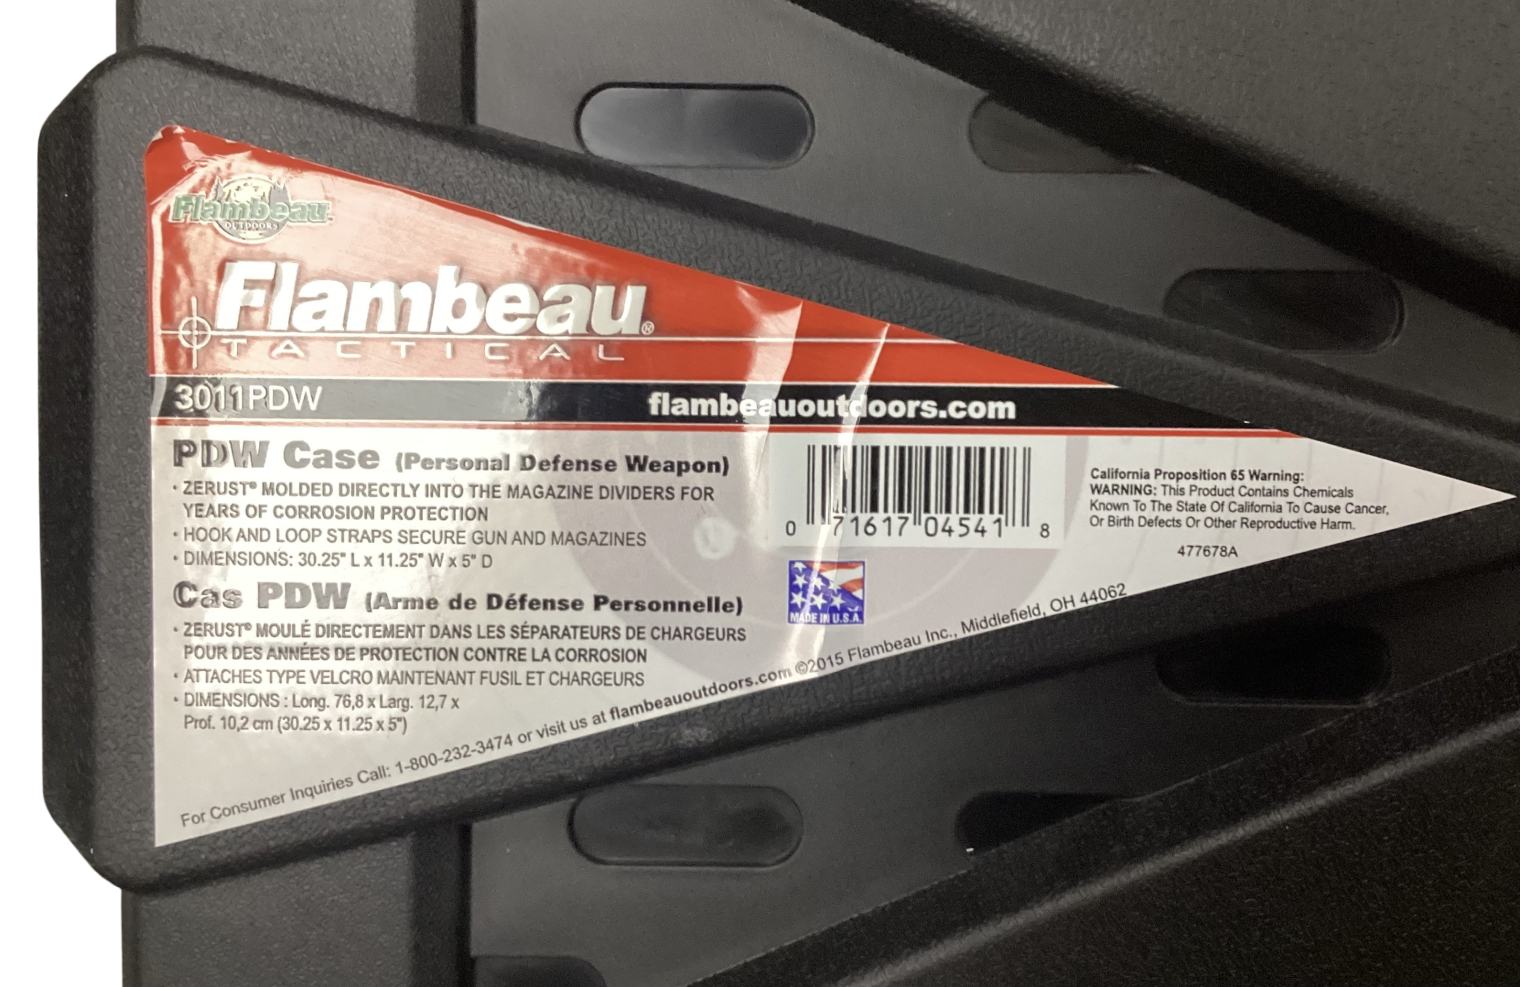 Flambeau
OUTDOORS
Flambeau®
TACTICAL
3011PDW
flambeauoutdoors.com
PDW Case (Personal Defense Weapon)
• ZERUST® MOLDED DIRECTLY INTO THE MAGAZINE DIVIDERS FOR
YEARS OF CORROSION PROTECTION
• HOOK AND LOOP STRAPS SECURE GUN AND MAGAZINES
• DIMENSIONS: 30.25" L x 11.25" W x 5" D
Cas PDW (Arme de Défense Personnelle)
• ZERUST® MOULÉ DIRECTEMENT DANS LES SÉPARATEURS DE CHARGEURS
POUR DES ANNÉES DE PROTECTION CONTRE LA CORROSION
• ATTACHES TYPE VELCRO MAINTENANT FUSIL ET CHARGEURS
• DIMENSIONS : Long. 76,8 x Larg. 12,7 x
Prof. 10,2 cm (30.25 x 11.25 x 5")
0 71617 04541 8
MADE IN U.S.A.
California Proposition 65 Warning:
WARNING: This Product Contains Chemicals
Known To The State Of California To Cause Cancer,
Or Birth Defects Or Other Reproductive Harm.
477678A
For Consumer Inquiries Call: 1-800-232-3474 or visit us at flambeauoutdoors.com ©2015 Flambeau Inc., Middlefield, OH 44062